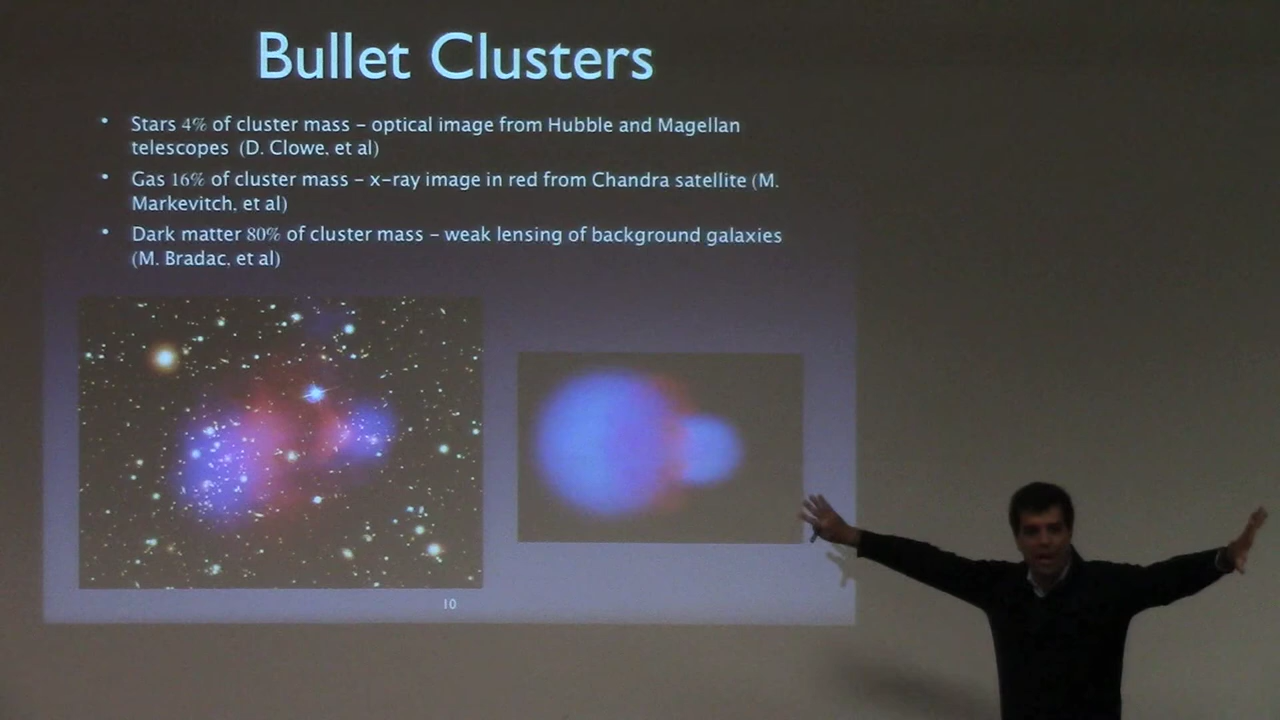 Bullet Clusters
• Stars 4% of cluster mass – optical image from Hubble and Magellan
telescopes (D. Clowe, et al)
• Gas 16% of cluster mass – x-ray image in red from Chandra satellite (M.
Markevitch, et al)
• Dark matter 80% of cluster mass – weak lensing of background galaxies
(M. Bradac, et al)
10